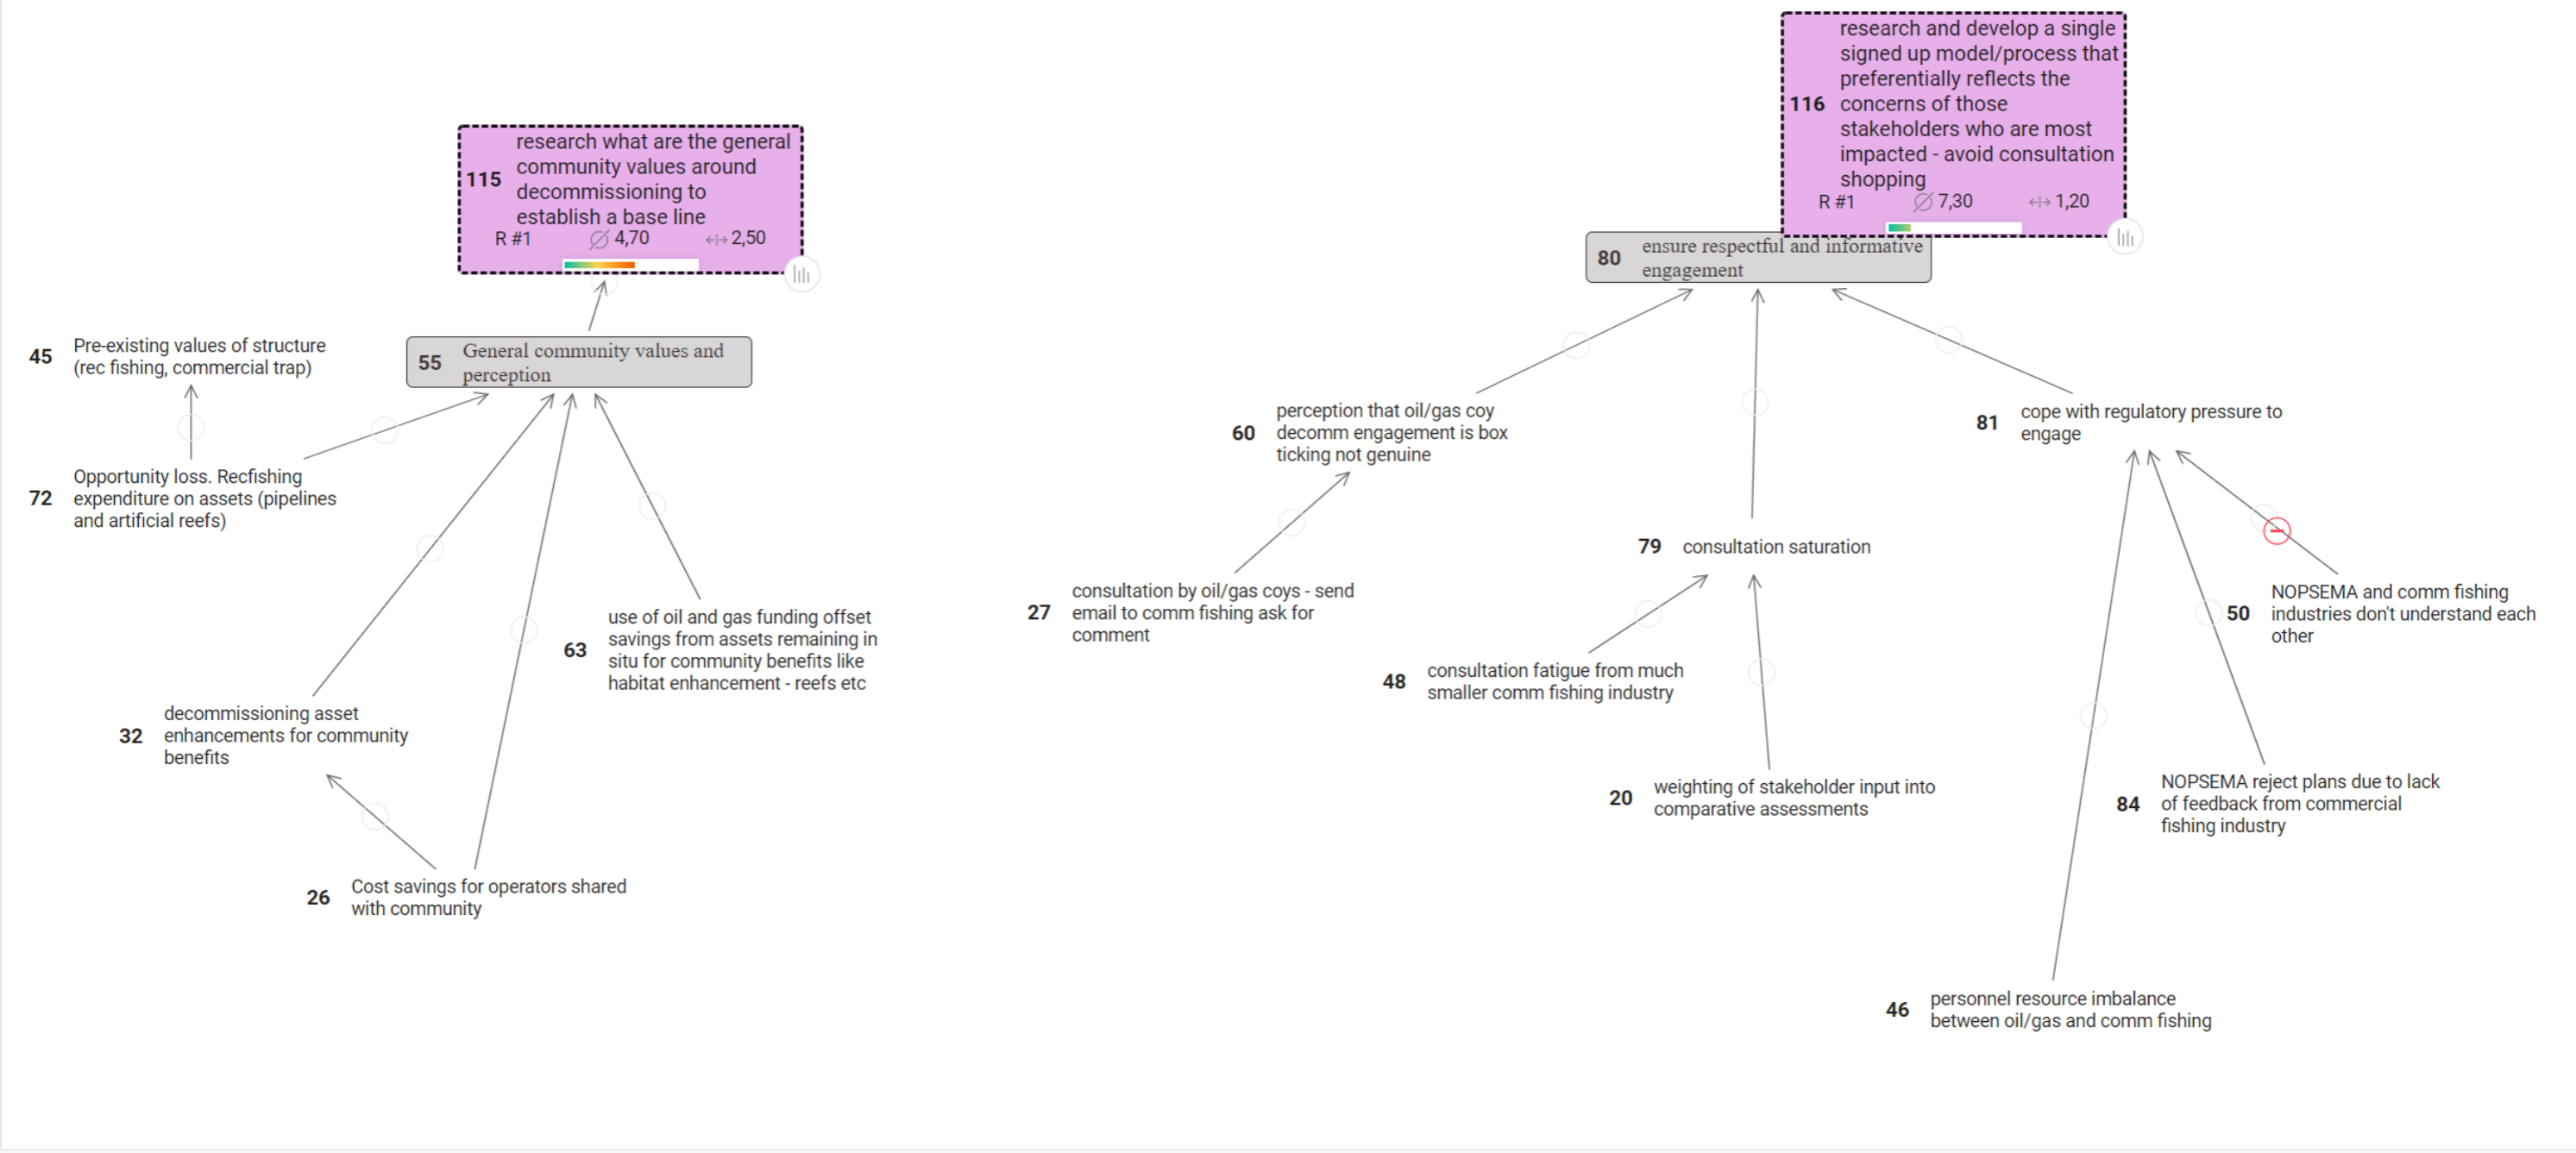 research what are the general
community values around
115
decommissioning to
establish a base line
R #1 4,70 2,50
45 Pre-existing values of structure
(rec fishing, commercial trap)
55 General community values and
perception
72 Opportunity loss. Recfishing
expenditure on assets (pipelines
and artificial reefs)
63 use of oil and gas funding offset
savings from assets remaining in
situ for community benefits like
habitat enhancement - reefs etc
32 decommissioning asset
enhancements for community
benefits
26 Cost savings for operators shared
with community
research and develop a single
signed up model/process that
preferentially reflects the
116 concerns of those
stakeholders who are most
impacted - avoid consultation
shopping
R #1 7,30 1,20
80 ensure respectful and informative
engagement
60 perception that oil/gas coy
decomm engagement is box
ticking not genuine
81 cope with regulatory pressure to
engage
79 consultation saturation
27 consultation by oil/gas coys - send
email to comm fishing ask for
comment
50 NOPSEMA and comm fishing
industries don't understand each
other
48 consultation fatigue from much
smaller comm fishing industry
20 weighting of stakeholder input into
comparative assessments
84 NOPSEMA reject plans due to lack
of feedback from commercial
fishing industry
46 personnel resource imbalance
between oil/gas and comm fishing